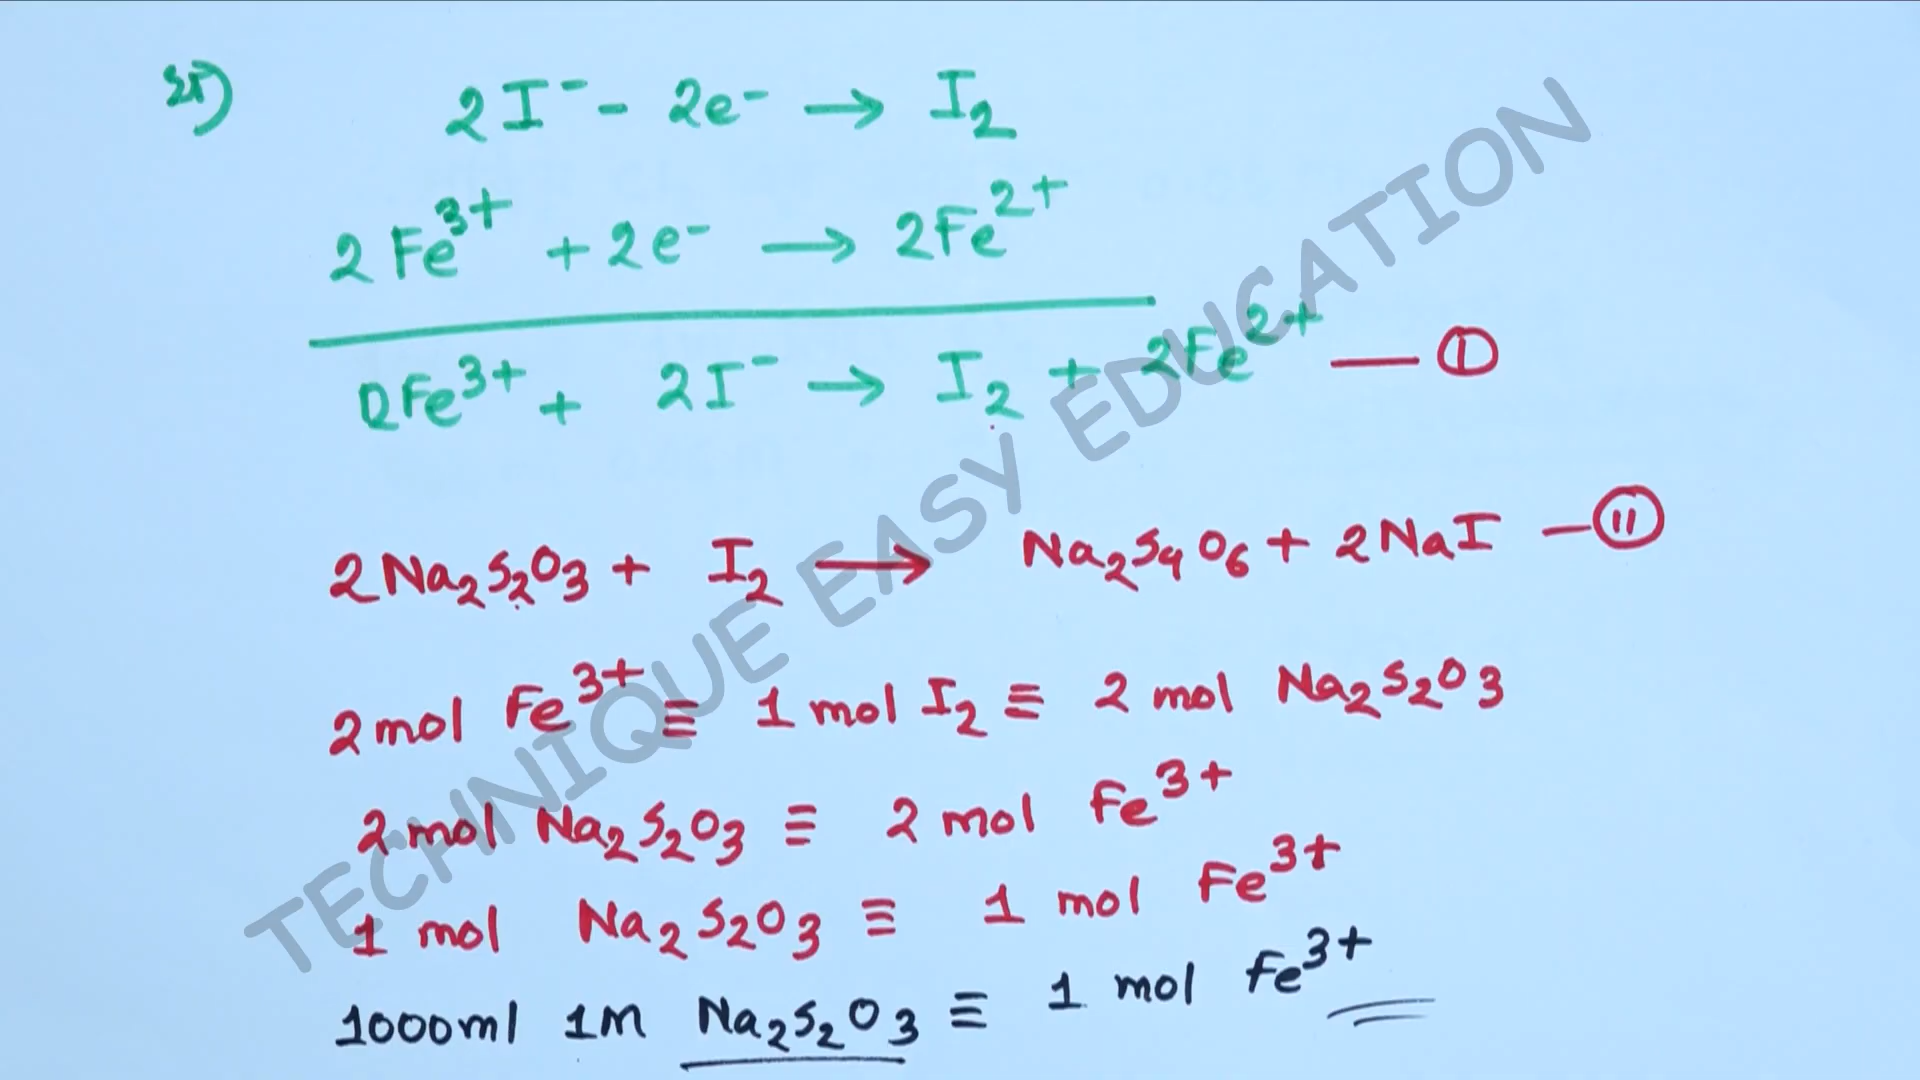 গ)
2I⁻ - 2e⁻ → I₂
2Fe³⁺ + 2e⁻ → 2Fe²⁺
2Fe³⁺ + 2I⁻ → I₂ + 2Fe²⁺ — Ⓘ
2Na₂S₂O₃ + I₂ → Na₂S₄O₆ + 2NaI — ⑪
2 mol Fe³⁺ ≡ 1 mol I₂ ≡ 2 mol Na₂S₂O₃
2 mol Na₂S₂O₃ ≡ 2 mol Fe³⁺
1 mol Na₂S₂O₃ ≡ 1 mol Fe³⁺
1000ml 1M Na₂S₂O₃ ≡ 1 mol Fe³⁺
TECHNIQUE EASY EDUCATION